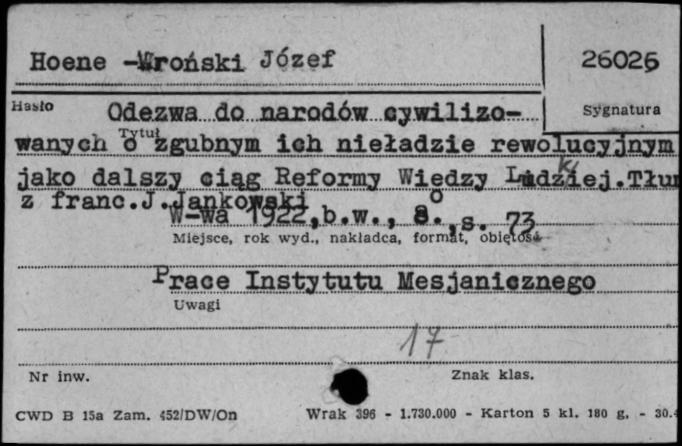 Hoene -Wroński Józef
26025
Hasło
Sygnatura
Odezwa do narodów cywilizo-
Tytuł
wanych o zgubnym ich nieładzie rewolucyjnym
jako dalszy ciąg Reformy Wiedzy Ludzkiej. Tłum
z franc. J. Jankowski
W-wa 1922, b.w., 8.° , s. 73
Miejsce, rok wyd., nakładca, format, objętość
Prace Instytutu Mesjanicznego
Uwagi
17
Nr inw.
Znak klas.
CWD B 15a Zam. 452/DW/On
Wrak 396 - 1.730.000 - Karton 5 kl. 180 g. - 30.4